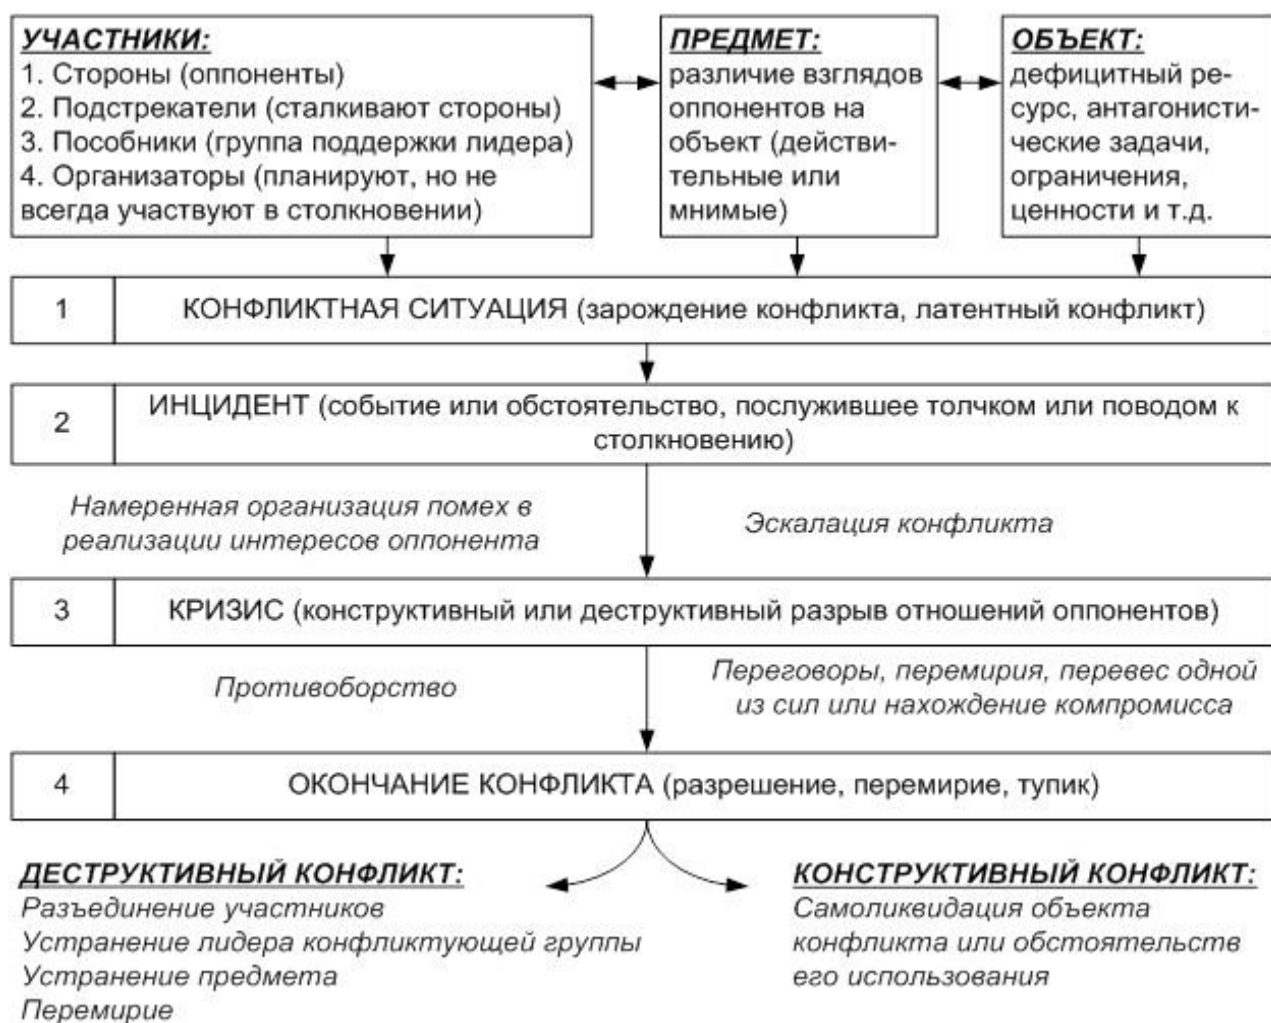 УЧАСТНИКИ:
1. Стороны (оппоненты)
2. Подстрекатели (сталкивают стороны)
3. Пособники (группа поддержки лидера)
4. Организаторы (планируют, но не
всегда участвуют в столкновении)
ПРЕДМЕТ:
различие взглядов
оппонентов на
объект (действи-
тельные или
мнимые)
ОБЪЕКТ:
дефицитный ре-
сурс, антагонисти-
ческие задачи,
ограничения,
ценности и т.д.
1
КОНФЛИКТНАЯ СИТУАЦИЯ (зарождение конфликта, латентный конфликт)
2
ИНЦИДЕНТ (событие или обстоятельство, послужившее толчком или поводом к
столкновению)
Намеренная организация помех в
реализации интересов оппонента
Эскалация конфликта
3
КРИЗИС (конструктивный или деструктивный разрыв отношений оппонентов)
Противоборство
Переговоры, перемирия, перевес одной
из сил или нахождение компромисса
4
ОКОНЧАНИЕ КОНФЛИКТА (разрешение, перемирие, тупик)
ДЕСТРУКТИВНЫЙ КОНФЛИКТ:
Разъединение участников
Устранение лидера конфликтующей группы
Устранение предмета
Перемирие
КОНСТРУКТИВНЫЙ КОНФЛИКТ:
Самоликвидация объекта
конфликта или обстоятельств
его использования